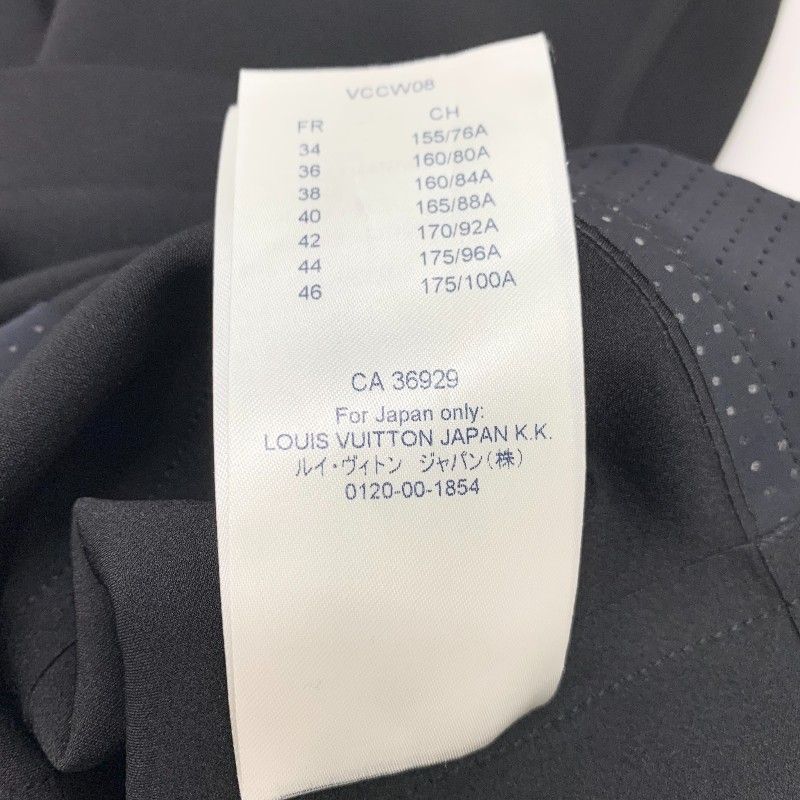 VCCW08
FR CH
34 155/76A
36 160/80A
38 160/84A
40 165/88A
42 170/92A
44 175/96A
46 175/100A
CA 36929
For Japan only:
LOUIS VUITTON JAPAN K.K.
ルイ・ヴィトン ジャパン(株)
0120-00-1854